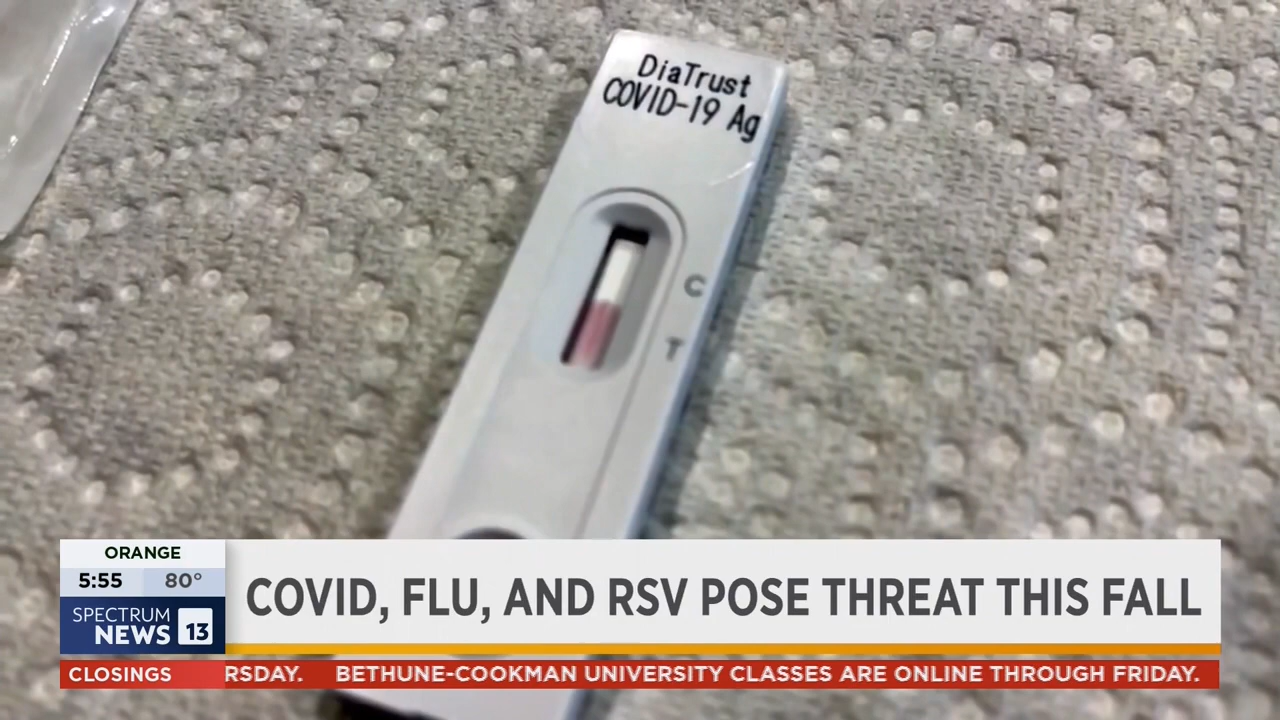 DiaTrust
COVID-19 Ag
C
T
ORANGE
5:55 80°
SPECTRUM
NEWS 13
COVID, FLU, AND RSV POSE THREAT THIS FALL
CLOSINGS RSDAY. BETHUNE-COOKMAN UNIVERSITY CLASSES ARE ONLINE THROUGH FRIDAY.